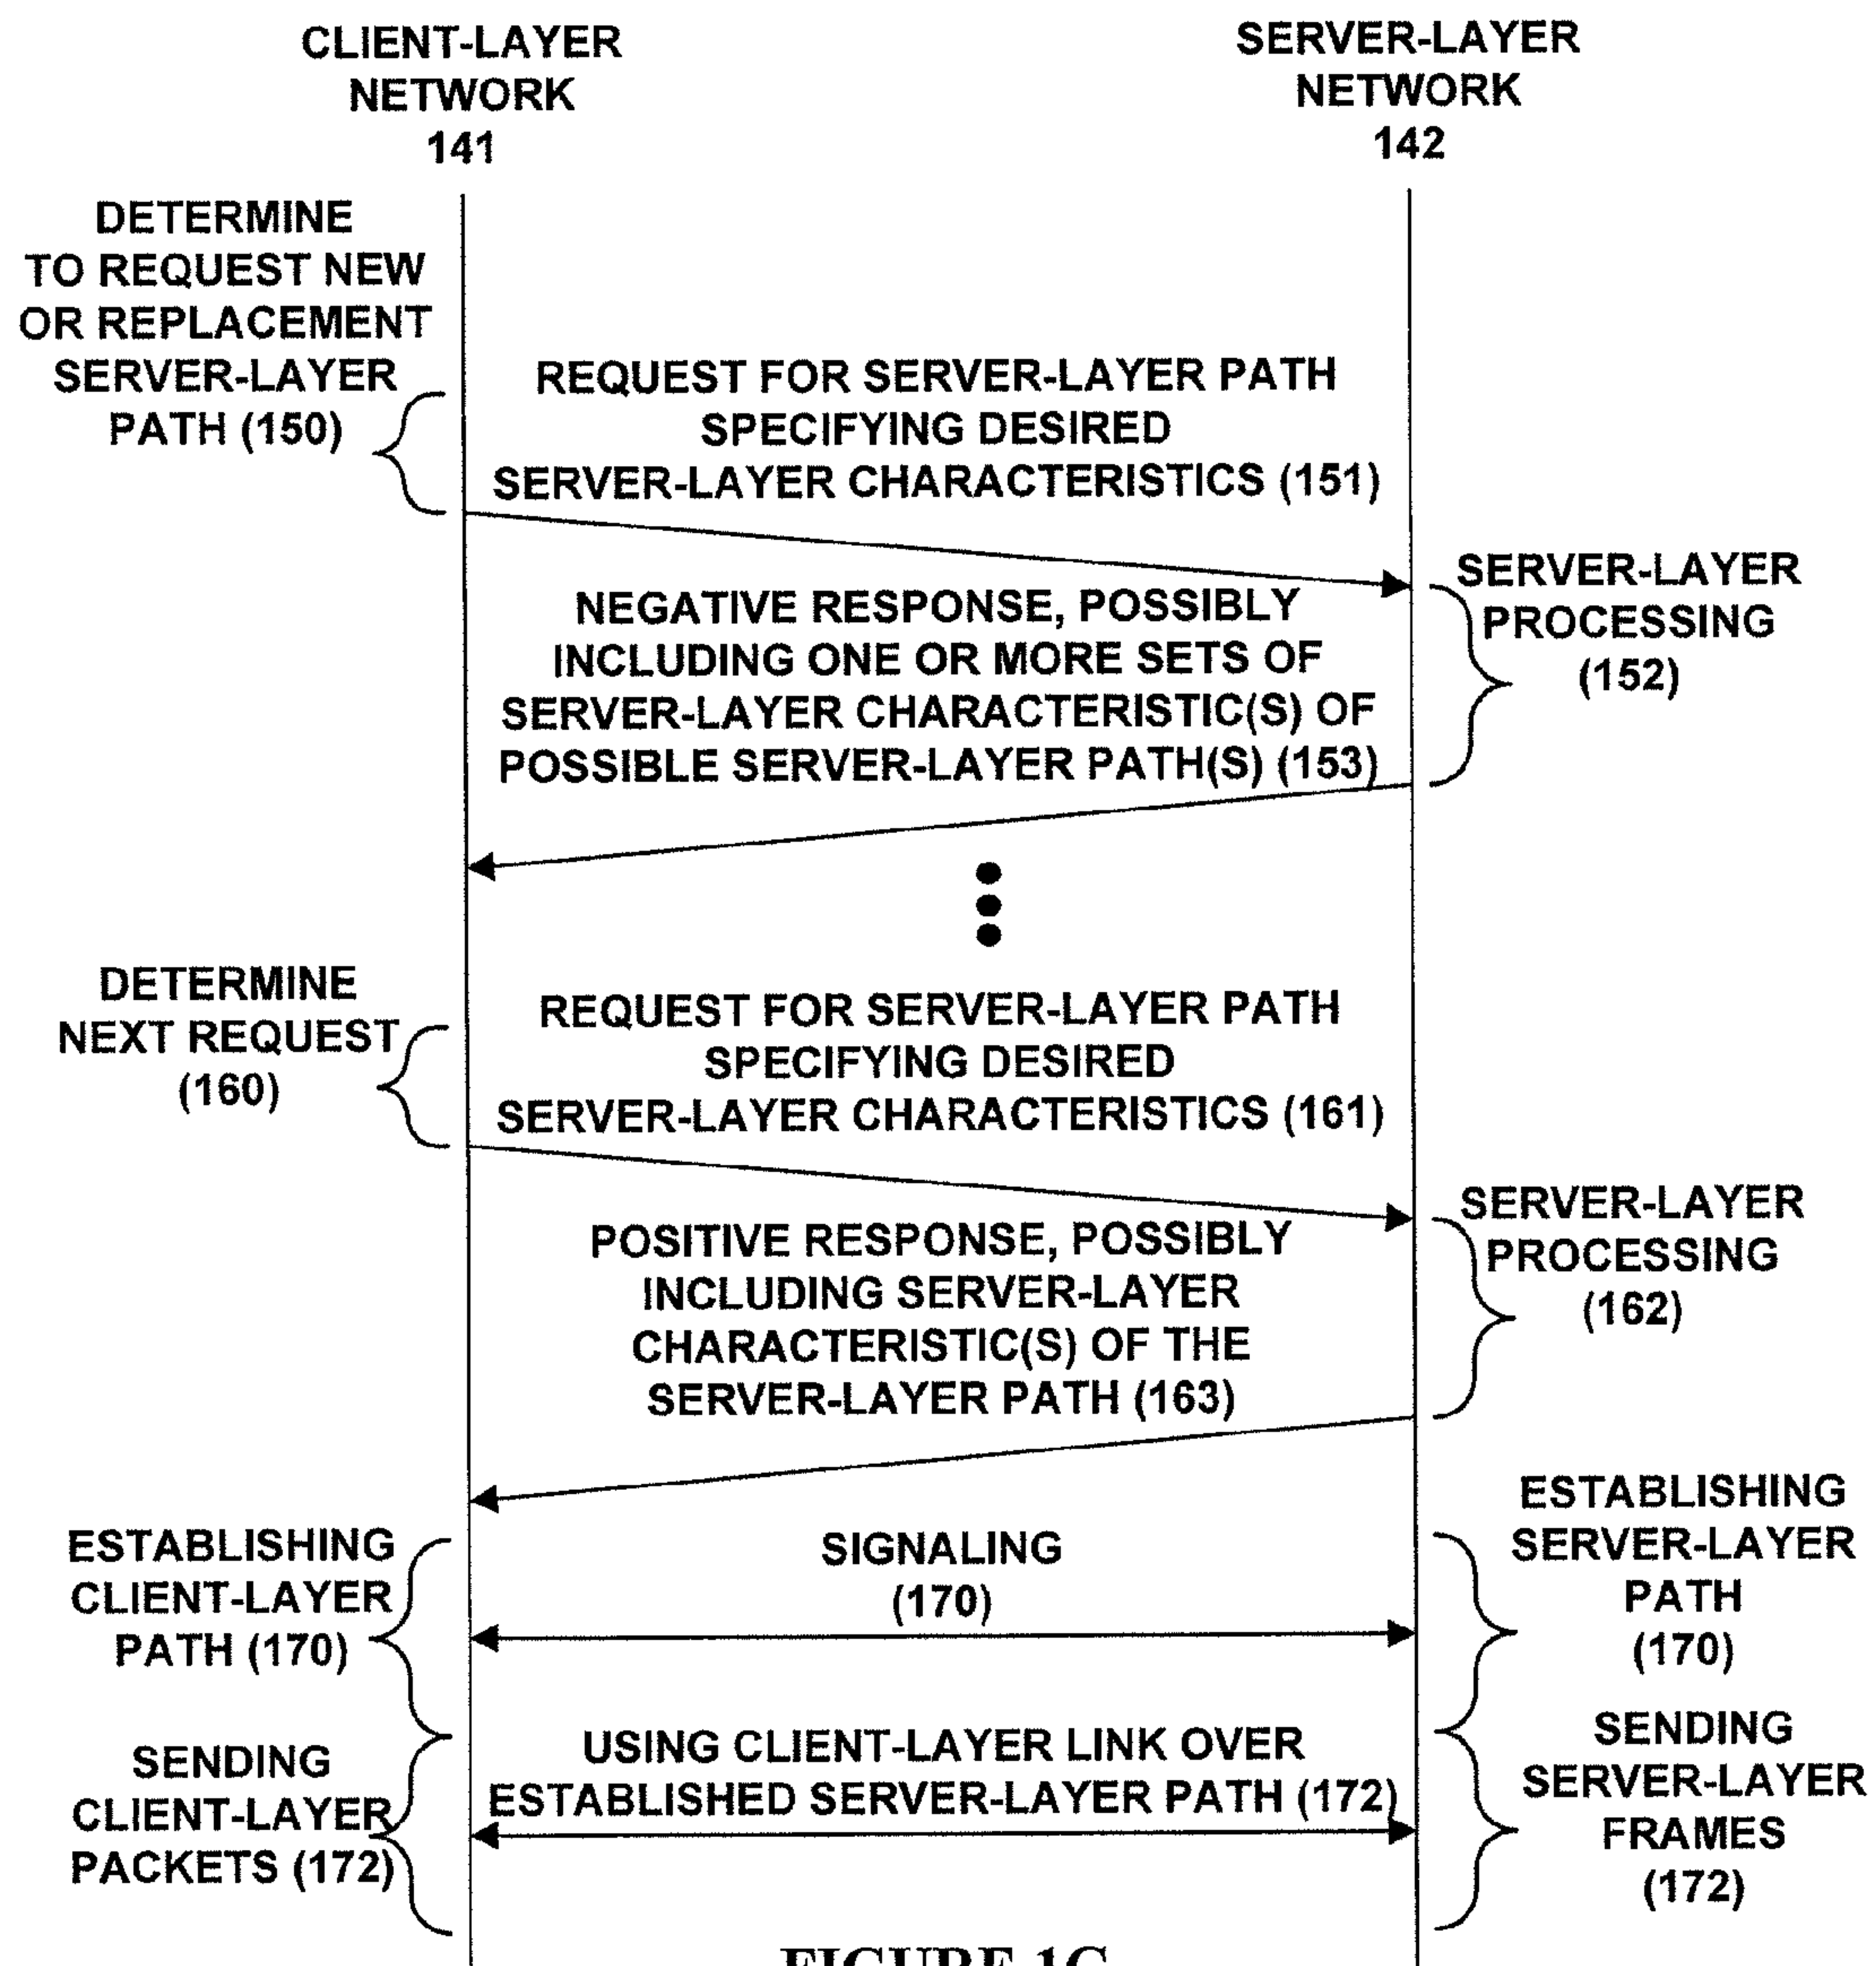 CLIENT-LAYER
NETWORK
141
SERVER-LAYER
NETWORK
142
DETERMINE
TO REQUEST NEW
OR REPLACEMENT
SERVER-LAYER
PATH (150)
REQUEST FOR SERVER-LAYER PATH
SPECIFYING DESIRED
SERVER-LAYER CHARACTERISTICS (151)
SERVER-LAYER
PROCESSING
(152)
NEGATIVE RESPONSE, POSSIBLY
INCLUDING ONE OR MORE SETS OF
SERVER-LAYER CHARACTERISTIC(S) OF
POSSIBLE SERVER-LAYER PATH(S) (153)
DETERMINE
NEXT REQUEST
(160)
REQUEST FOR SERVER-LAYER PATH
SPECIFYING DESIRED
SERVER-LAYER CHARACTERISTICS (161)
SERVER-LAYER
PROCESSING
(162)
POSITIVE RESPONSE, POSSIBLY
INCLUDING SERVER-LAYER
CHARACTERISTIC(S) OF THE
SERVER-LAYER PATH (163)
ESTABLISHING
CLIENT-LAYER
PATH (170)
SIGNALING
(170)
ESTABLISHING
SERVER-LAYER
PATH
(170)
SENDING
CLIENT-LAYER
PACKETS (172)
USING CLIENT-LAYER LINK OVER
ESTABLISHED SERVER-LAYER PATH (172)
SENDING
SERVER-LAYER
FRAMES
(172)
FIGURE 1C